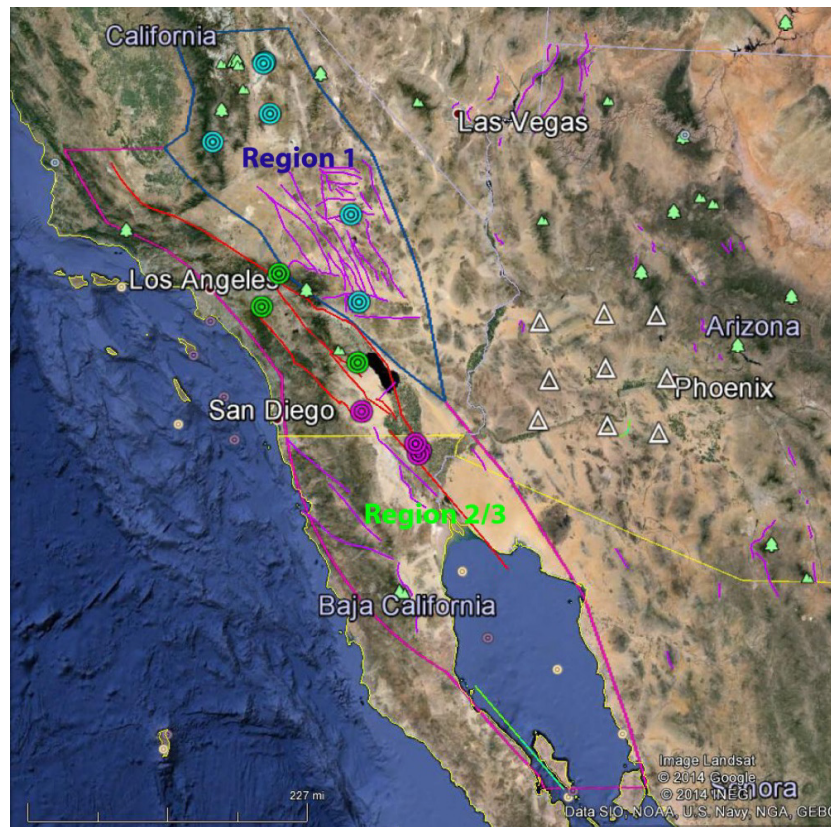 California
Las Vegas
Region 1
Los Angeles
Arizona
Phoenix
San Diego
Region 2/3
Baja California
Image Landsat
© 2014 Google
© 2014 INEGI
Sonora
227 mi
Data SIO, NOAA, U.S. Navy, NGA, GEBC